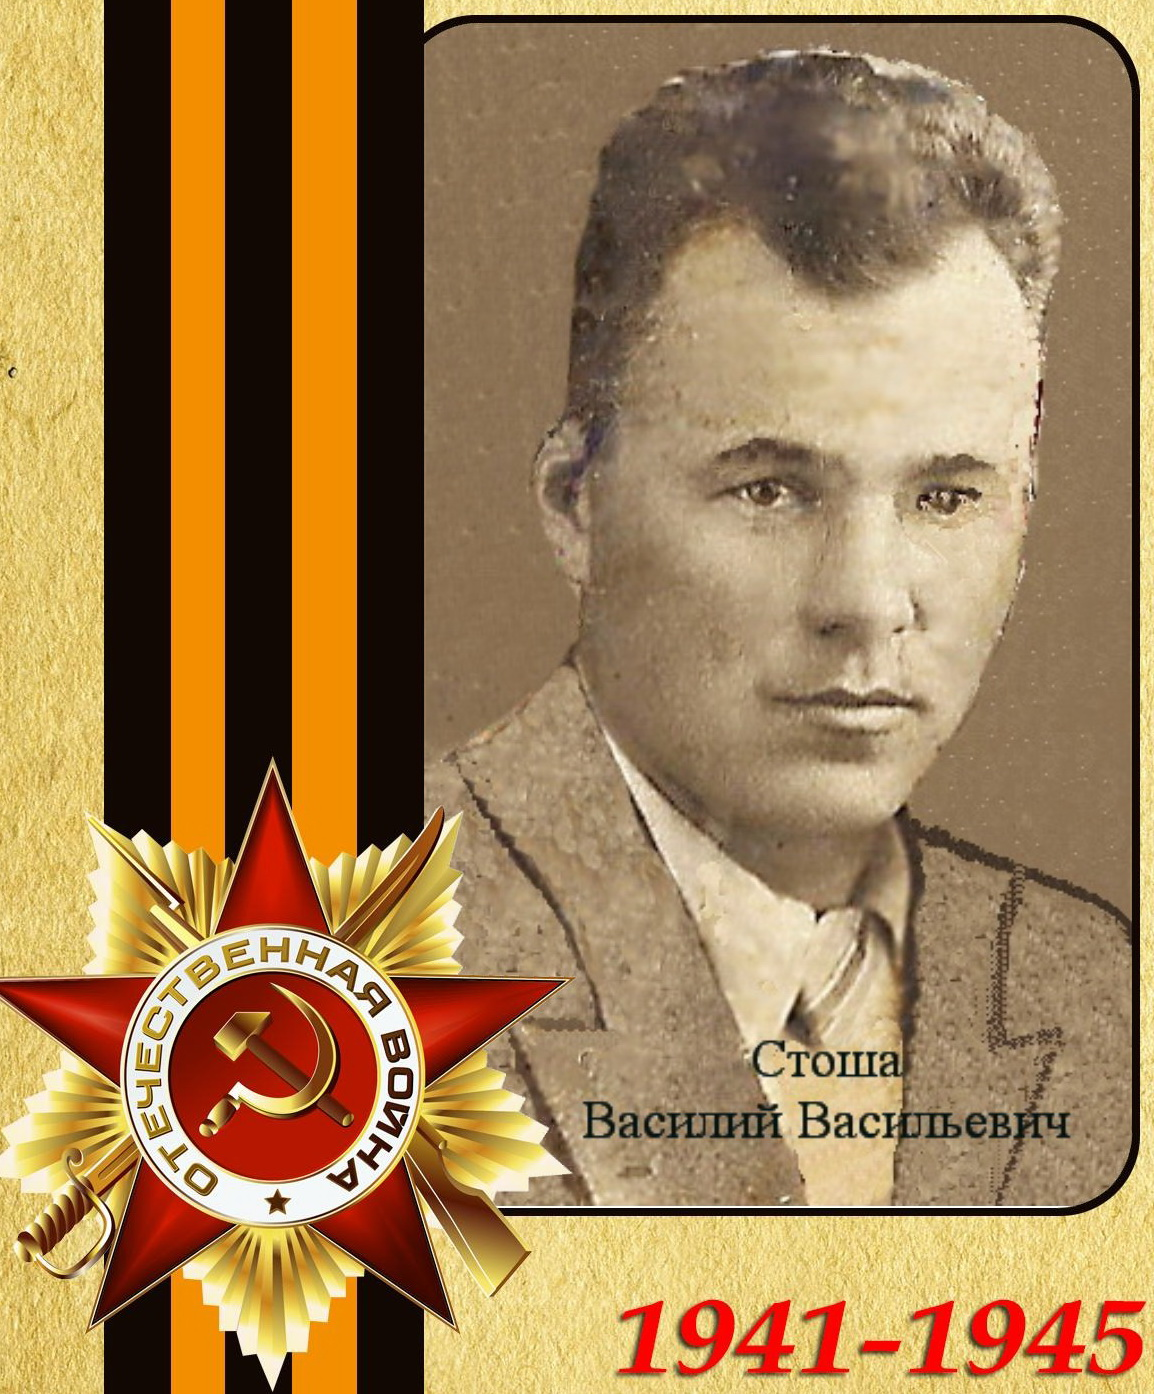 Стоша
Василий Васильевич
ОТЕЧЕСТВЕННАЯ ВОЙНА
1941-1945